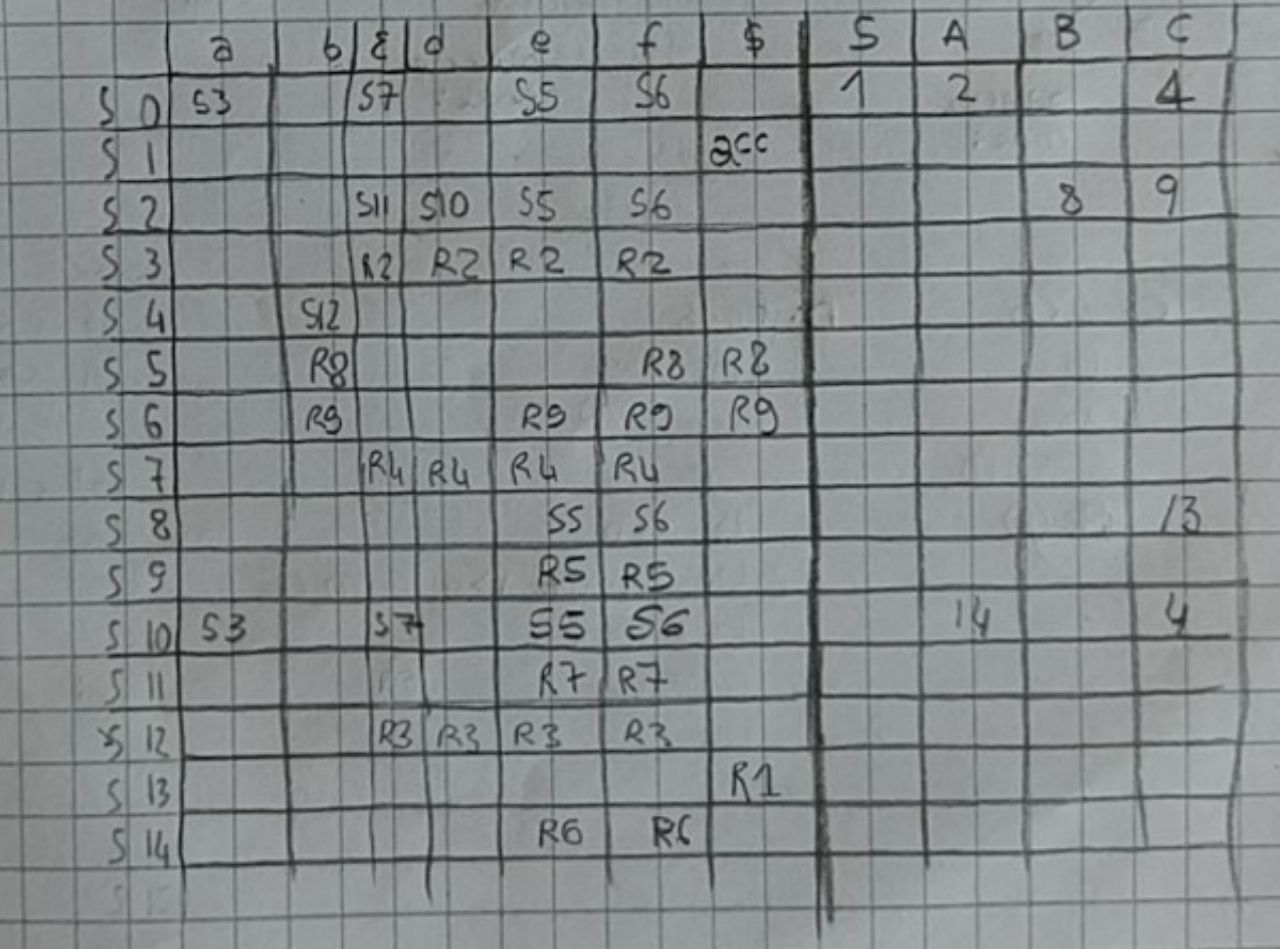 a b ε d e f $ S A B C
S 0 S3 S7 S5 S6 1 2 4
S 1 acc
S 2 S11 S10 S5 S6 8 9
S 3 R2 R2 R2 R2
S 4 S12
S 5 R8 R8 R8
S 6 R9 R9 R9 R9
S 7 R4 R4 R4 R4
S 8 S5 S6 13
S 9 R5 R5
S 10 S3 S7 S5 S6 14 4
S 11 R7 R7
S 12 R3 R3 R3 R3
S 13 R1
S 14 R6 R6